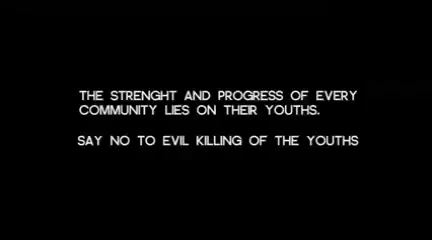 THE STRENGHT AND PROGRESS OF EVERY
COMMUNITY LIES ON THEIR YOUTHS.
SAY NO TO EVIL KILLING OF THE YOUTHS